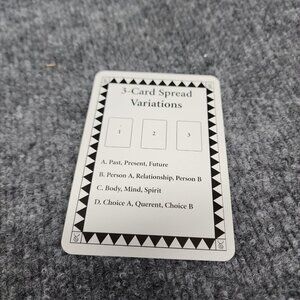 3-Card Spread
Variations
1 2 3
A. Past, Present, Future
B. Person A, Relationship, Person B
C. Body, Mind, Spirit
D. Choice A, Querent, Choice B